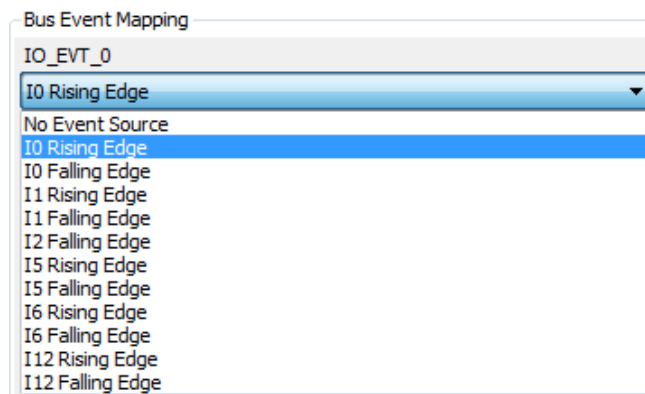 Bus Event Mapping
IO_EVT_0
I0 Rising Edge
No Event Source
I0 Rising Edge
I0 Falling Edge
I1 Rising Edge
I1 Falling Edge
I2 Falling Edge
I5 Rising Edge
I5 Falling Edge
I6 Rising Edge
I6 Falling Edge
I12 Rising Edge
I12 Falling Edge